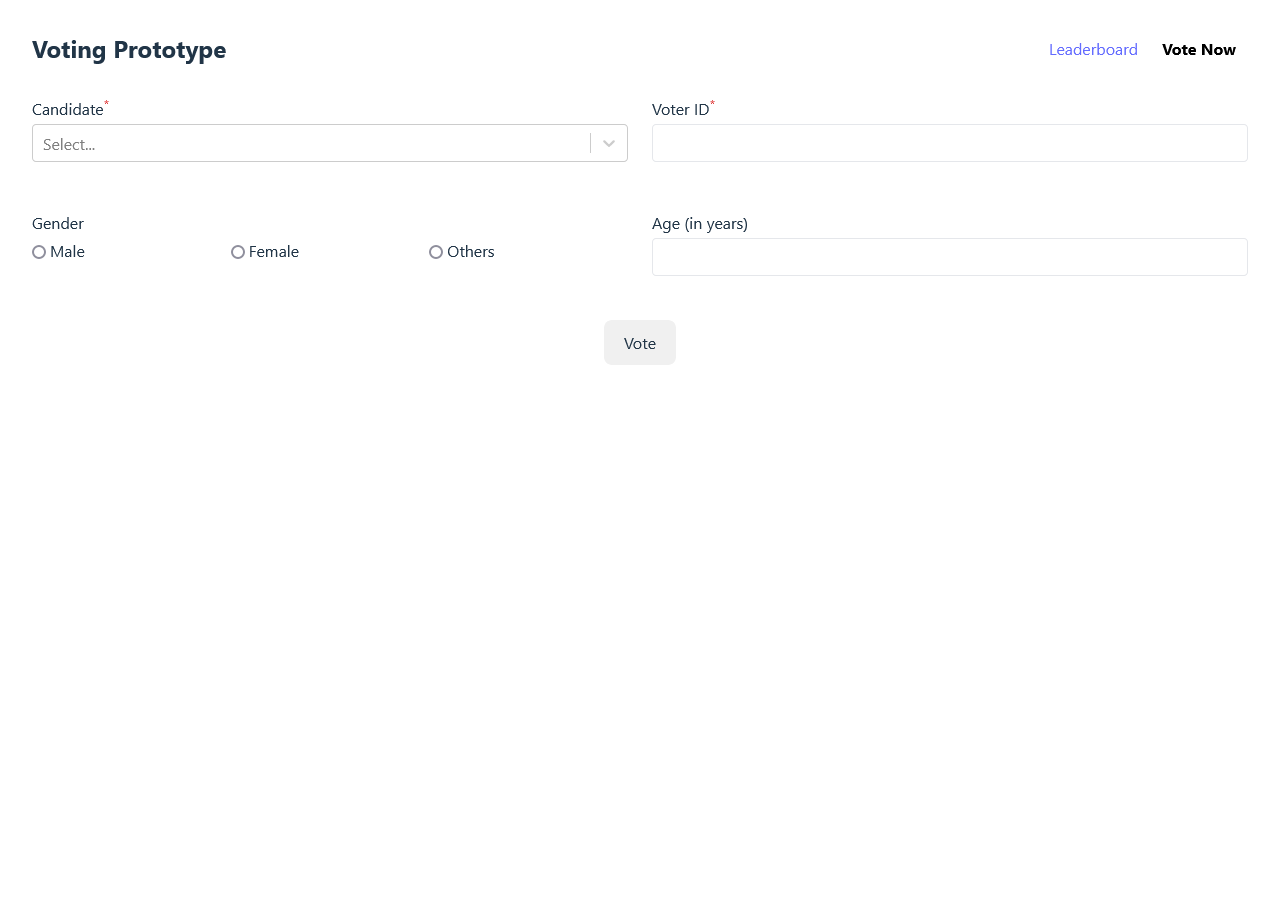 Voting Prototype
Leaderboard
Vote Now
Candidate*
Voter ID*
Select...
Gender
Age (in years)
Male
Female
Others
Vote